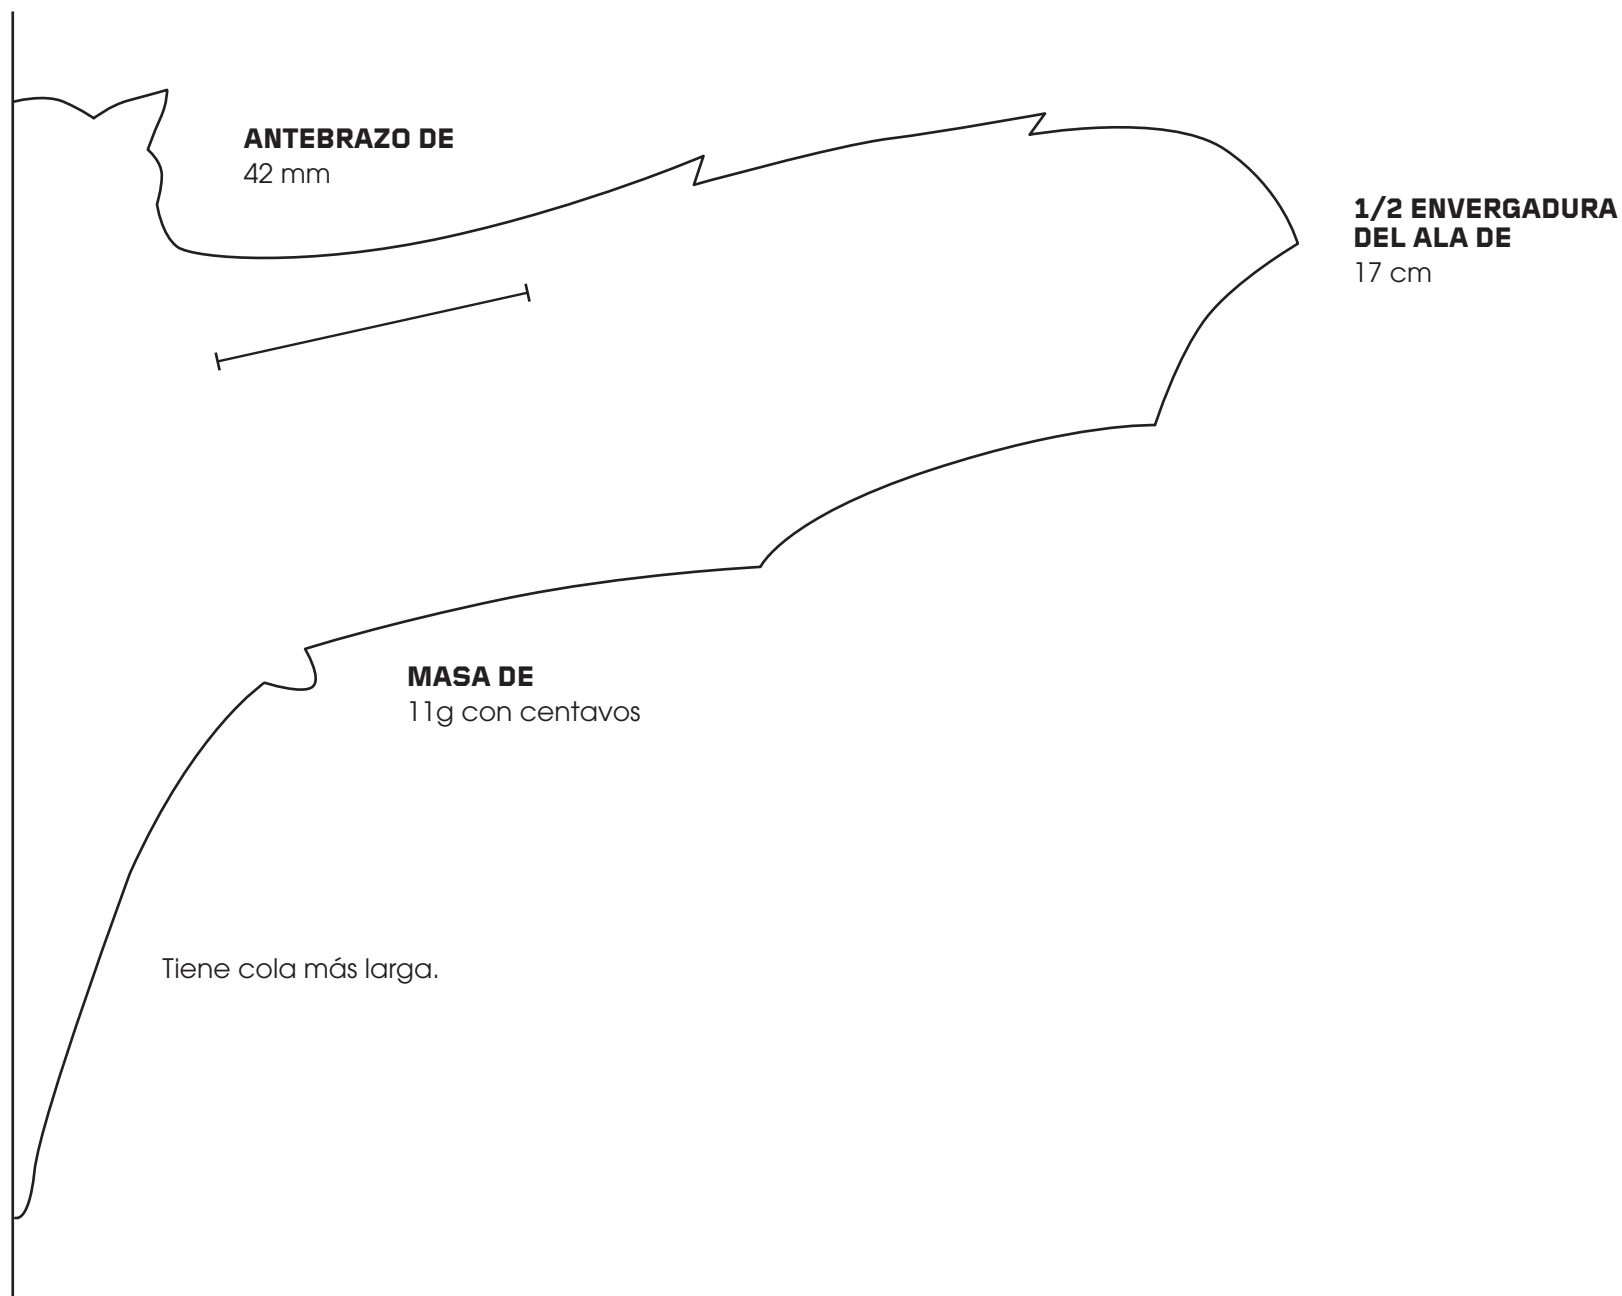 ANTEBRAZO DE
42 mm
1/2 ENVERGADURA
DEL ALA DE
17 cm
MASA DE
11g con centavos
Tiene cola más larga.